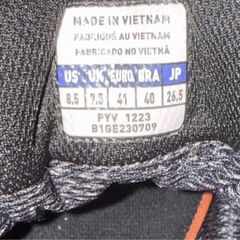 MADE IN VIETNAM
FABRIQUÉ AU VIETNAM
FABRICADO NO VIETNÃ
US UK EURO BRA JP
8.5 7.5 41 40 26.5
PYV 1223
B1GE230709